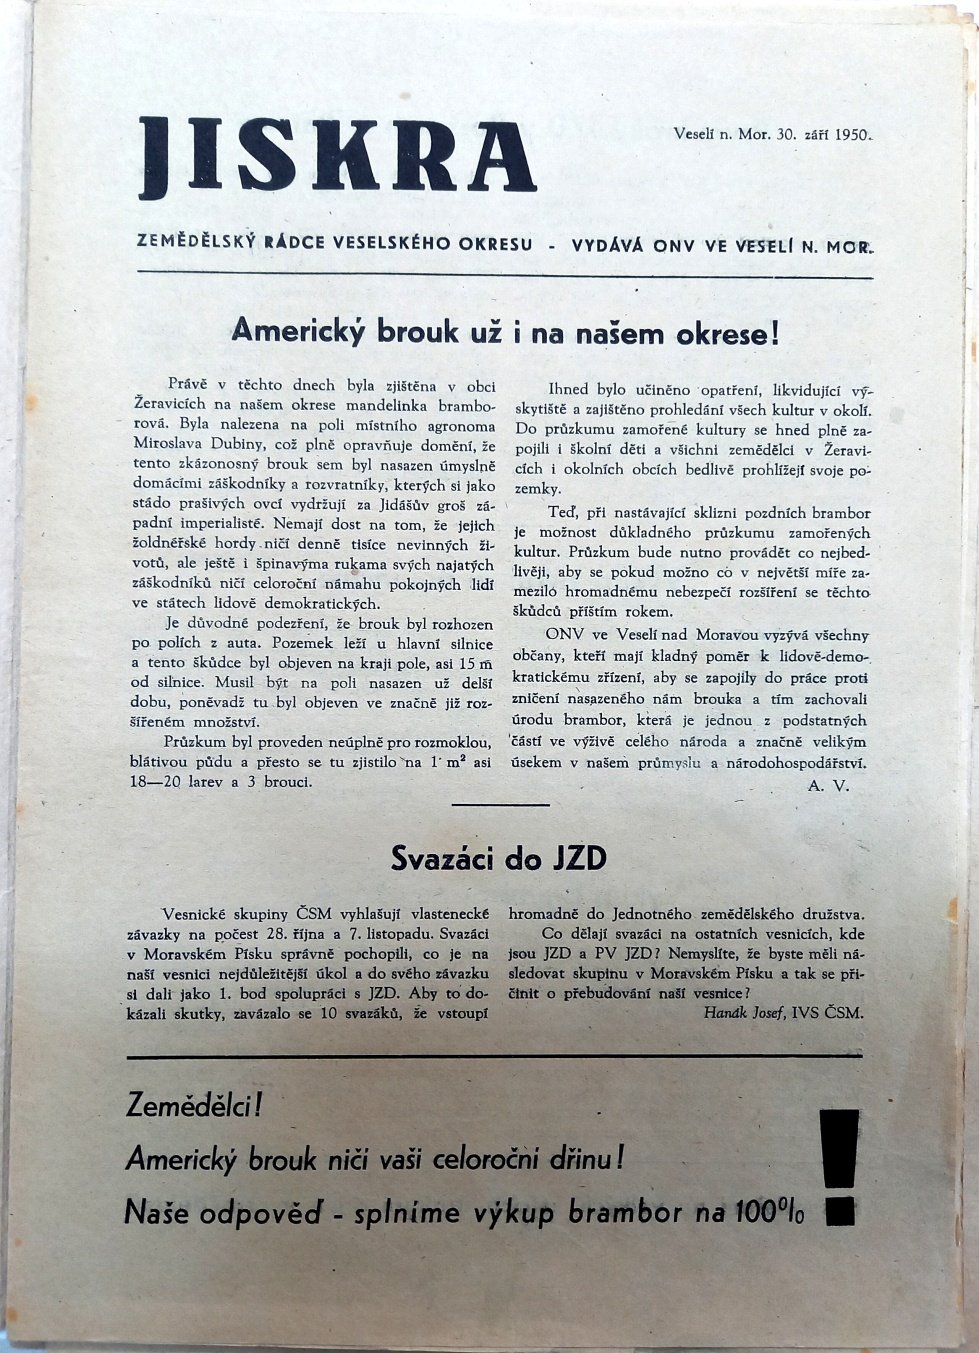 JISKRA
Veselí n. Mor. 30. září 1950.
ZEMĚDĚLSKÝ RÁDCE VESELSKÉHO OKRESU - VYDÁVÁ ONV VE VESELÍ N. MOR.
Americký brouk už i na našem okrese!
Právě v těchto dnech byla zjištěna v obci
Žeravicích na našem okrese mandelinka brambo-
rová. Byla nalezena na poli místního agronoma
Miroslava Dubiny, což plně opravňuje domění, že
tento zkázonosný brouk sem byl nasazen úmyslně
domácími záškodníky a rozvratníky, kterých si jako
stádo prašivých ovcí vydržují za Jidášův groš zá-
padní imperialisté. Nemají dost na tom, že jejich
žoldnéřské hordy ničí denně tisíce nevinných ži-
votů, ale ještě i špinavýma rukama svých najatých
záškodníků ničí celoroční námahu pokojných lidí
ve státech lidově demokratických.
Je důvodné podezření, že brouk byl rozhozen
po polích z auta. Pozemek leží u hlavní silnice
a tento škůdce byl objeven na kraji pole, asi 15 m
od silnice. Musil být na poli nasazen už delší
dobu, poněvadž tu byl objeven ve značně již roz-
šířeném množství.
Průzkum byl proveden neúplně pro rozmoklou,
blátivou půdu a přesto se tu zjistilo na 1 m² asi
18—20 larev a 3 brouci.
Ihned bylo učiněno opatření, likvidující vý-
skytiště a zajištěno prohledání všech kultur v okolí.
Do průzkumu zamořené kultury se hned plně za-
pojili i školní děti a všichni zemědělci v Žeravi-
cích i okolních obcích bedlivě prohlížejí svoje po-
zemky.
Teď, při nastávající sklizni pozdních brambor
je možnost důkladného průzkumu zamořených
kultur. Průzkum bude nutno provádět co nejbed-
livěji, aby se pokud možno co v největší míře za-
mezilo hromadnému nebezpečí rozšíření se těchto
škůdců příštím rokem.
ONV ve Veselí nad Moravou vyzývá všechny
občany, kteří mají kladný poměr k lidově-demo-
kratickému zřízení, aby se zapojily do práce proti
zničení nasazeného nám brouka a tím zachovali
úrodu brambor, která je jednou z podstatných
částí ve výživě celého národa a značně velikým
úsekem v našem průmyslu a národohospodářství.
A. V.
Svazáci do JZD
Vesnické skupiny ČSM vyhlašují vlastenecké
závazky na počest 28. října a 7. listopadu. Svazáci
v Moravském Písku správně pochopili, co je na
naší vesnici nejdůležitější úkol a do svého závazku
si dali jako 1. bod spolupráci s JZD. Aby to do-
kázali skutky, zavázalo se 10 svazáků, že vstoupí
hromadně do Jednotného zemědělského družstva.
Co dělají svazáci na ostatních vesnicích, kde
jsou JZD a PV JZD? Nemyslíte, že byste měli ná-
sledovat skupinu v Moravském Písku a tak se při-
činit o přebudování naší vesnice?
Hanák Josef, IVS ČSM.
Zemědělci!
Americký brouk ničí vaši celoroční dřinu!
Naše odpověď - splníme výkup brambor na 100% !